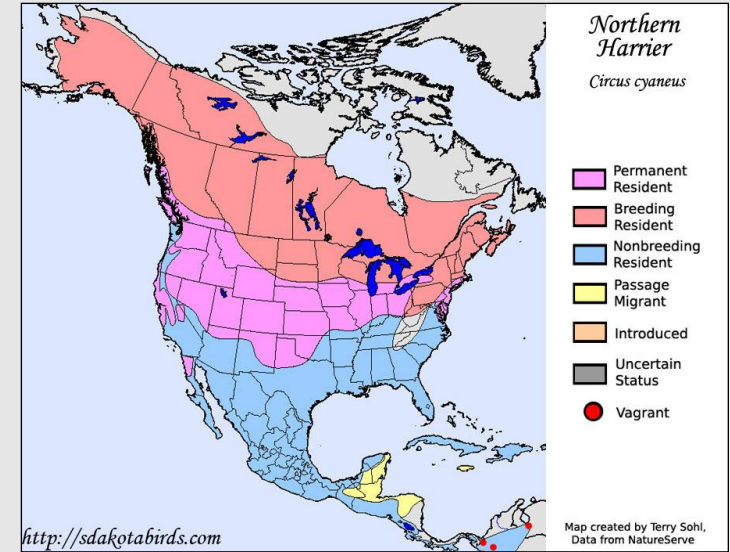 Northern
Harrier
Circus cyaneus
Permanent
Resident
Breeding
Resident
Nonbreeding
Resident
Passage
Migrant
Introduced
Uncertain
Status
Vagrant
http://sdakotabirds.com
Map created by Terry Sohl,
Data from NatureServe